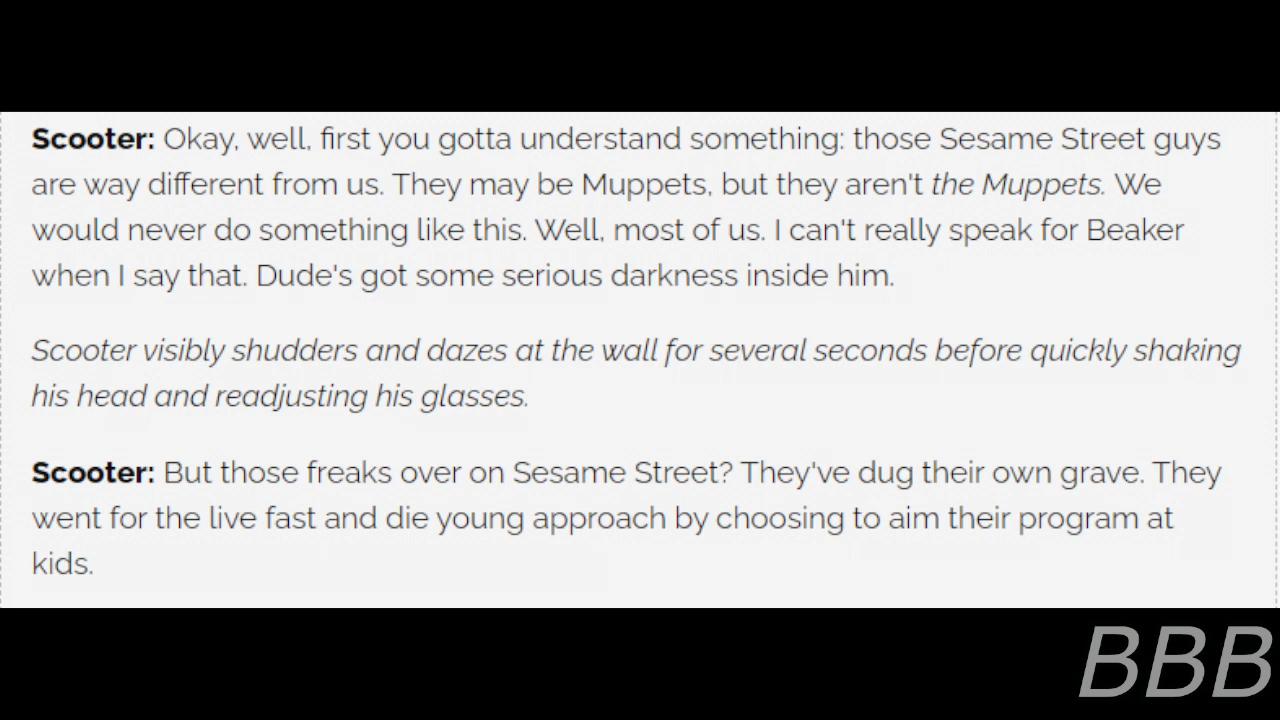 Scooter: Okay, well, first you gotta understand something: those Sesame Street guys
are way different from us. They may be Muppets, but they aren't the Muppets. We
would never do something like this. Well, most of us. I can't really speak for Beaker
when I say that. Dude's got some serious darkness inside him.
Scooter visibly shudders and dazes at the wall for several seconds before quickly shaking
his head and readjusting his glasses.
Scooter: But those freaks over on Sesame Street? They've dug their own grave. They
went for the live fast and die young approach by choosing to aim their program at
kids.
BBB